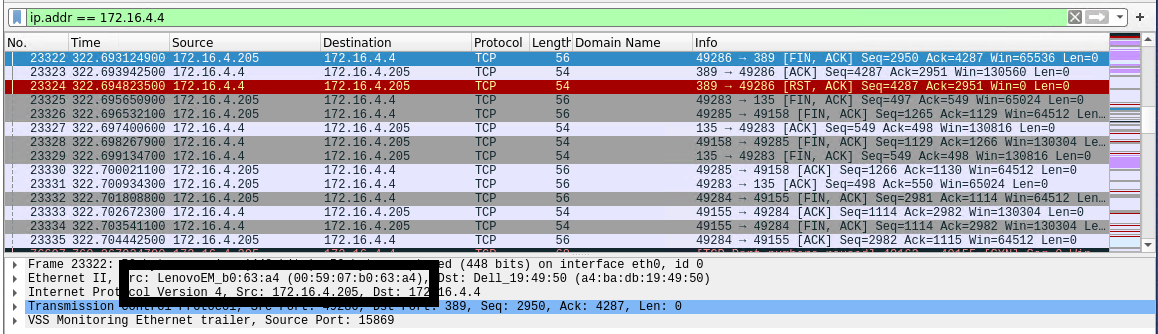 ip.addr == 172.16.4.4
No. Time Source Destination Protocol Length Domain Name Info
23322 322.693124900 172.16.4.205 172.16.4.4 TCP 56 49286 → 389 [FIN, ACK] Seq=2950 Ack=4287 Win=65536 Len=0
23323 322.693942500 172.16.4.4 172.16.4.205 TCP 54 389 → 49286 [ACK] Seq=4287 Ack=2951 Win=130560 Len=0
23324 322.694823500 172.16.4.4 172.16.4.205 TCP 54 389 → 49286 [RST, ACK] Seq=4287 Ack=2951 Win=0 Len=0
23325 322.695650900 172.16.4.205 172.16.4.4 TCP 56 49283 → 135 [FIN, ACK] Seq=497 Ack=549 Win=65024 Len=0
23326 322.696532100 172.16.4.205 172.16.4.4 TCP 56 49285 → 49158 [FIN, ACK] Seq=1265 Ack=1129 Win=64512 Len…
23327 322.697400600 172.16.4.4 172.16.4.205 TCP 54 135 → 49283 [ACK] Seq=549 Ack=498 Win=130816 Len=0
23328 322.698267900 172.16.4.4 172.16.4.205 TCP 54 49158 → 49285 [FIN, ACK] Seq=1129 Ack=1266 Win=130304 Len…
23329 322.699134700 172.16.4.4 172.16.4.205 TCP 54 135 → 49283 [FIN, ACK] Seq=549 Ack=498 Win=130816 Len=0
23330 322.700021100 172.16.4.205 172.16.4.4 TCP 56 49285 → 49158 [ACK] Seq=1266 Ack=1130 Win=64512 Len=0
23331 322.700934300 172.16.4.205 172.16.4.4 TCP 56 49283 → 135 [ACK] Seq=498 Ack=550 Win=65024 Len=0
23332 322.701808800 172.16.4.205 172.16.4.4 TCP 56 49284 → 49155 [FIN, ACK] Seq=2981 Ack=1114 Win=64512 Len…
23333 322.702672300 172.16.4.4 172.16.4.205 TCP 54 49155 → 49284 [ACK] Seq=1114 Ack=2982 Win=130304 Len=0
23334 322.703541100 172.16.4.4 172.16.4.205 TCP 54 49155 → 49284 [FIN, ACK] Seq=1114 Ack=2982 Win=130304 Len…
23335 322.704442500 172.16.4.205 172.16.4.4 TCP 56 49284 → 49155 [ACK] Seq=2982 Ack=1115 Win=64512 Len=0
Frame 23322: (448 bits) on interface eth0, id 0
Ethernet II, Src: LenovoEM_b0:63:a4 (00:59:07:b0:63:a4), Dst: Dell_19:49:50 (a4:ba:db:19:49:50)
Internet Protocol Version 4, Src: 172.16.4.205, Dst: 172.16.4.4
Transmission Control Protocol, Src Port: 49286, Dst Port: 389, Seq: 2950, Ack: 4287, Len: 0
VSS Monitoring Ethernet trailer, Source Port: 15869